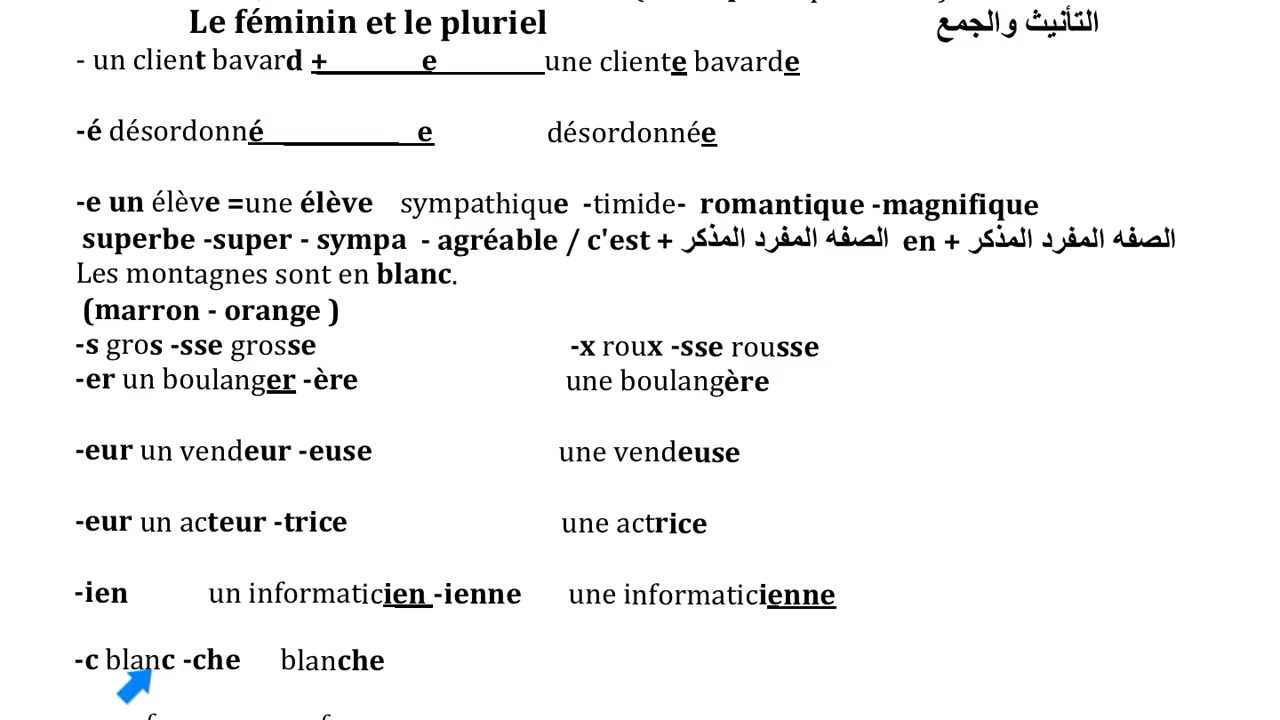 Le féminin et le pluriel التأنيث والجمع
- un client bavard + e une cliente bavarde
-é désordonné e désordonnée
-e un élève =une élève sympathique -timide- romantique -magnifique
superbe -super - sympa - agréable / c'est + الصفه المفرد المذكر en + الصفه المفرد المذكر
Les montagnes sont en blanc.
(marron - orange )
-s gros -sse grosse -x roux -sse rousse
-er un boulanger -ère une boulangère
-eur un vendeur -euse une vendeuse
-eur un acteur -trice une actrice
-ien un informaticien -ienne une informaticienne
-c blanc -che blanche